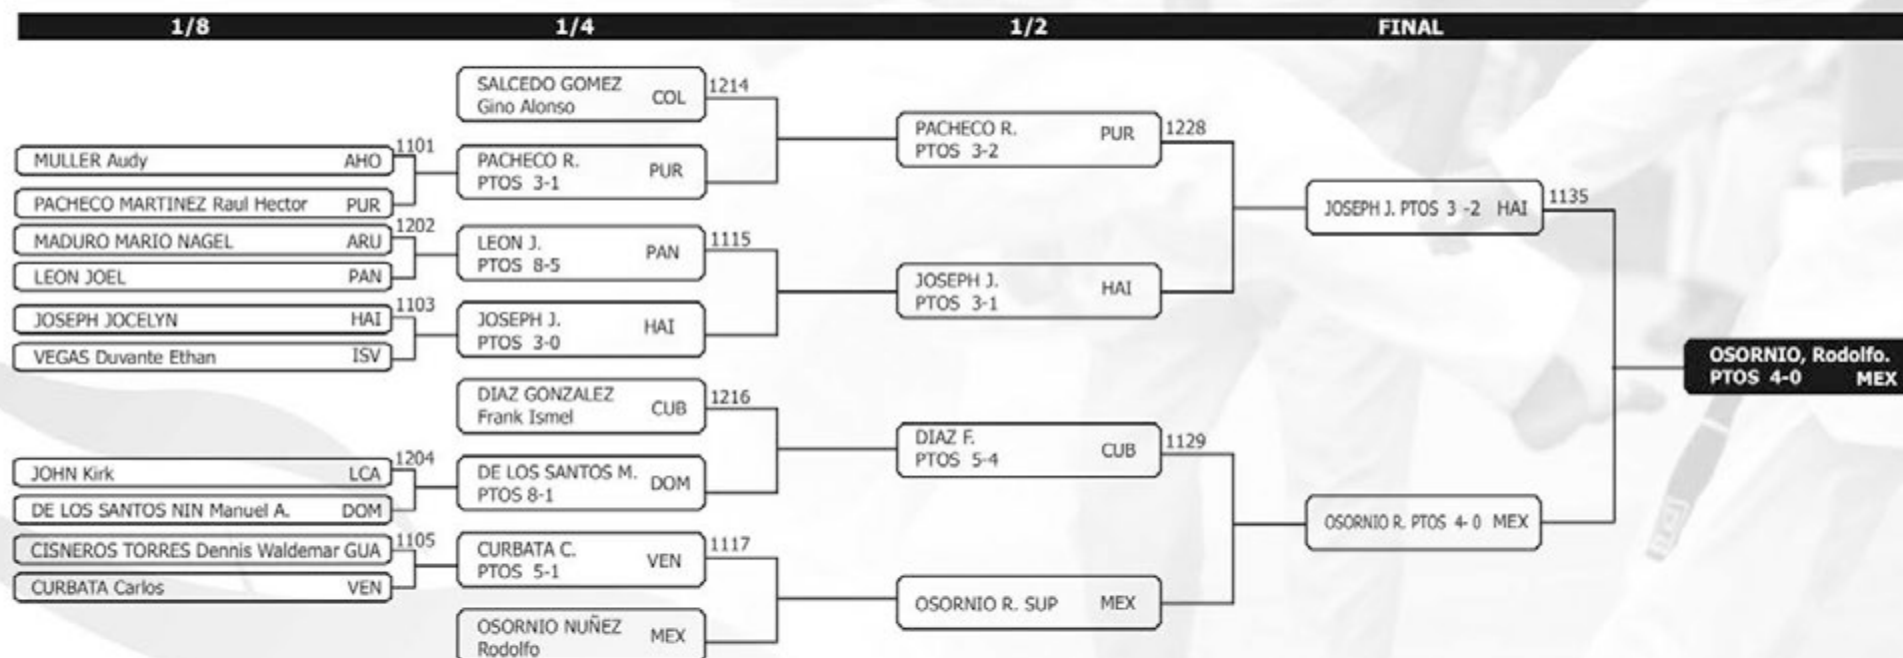 1/8 1/4 1/2 FINAL
SALCEDO GOMEZ
Gino Alonso COL
1214
MULLER Audy AHO
1101
PACHECO MARTINEZ Raul Hector PUR
PACHECO R.
PTOS 3-1 PUR
PACHECO R.
PTOS 3-2 PUR
1228
MADURO MARIO NAGEL ARU
1202
LEON JOEL PAN
LEON J.
PTOS 8-5 PAN
1115
JOSEPH JOCELYN HAI
1103
VEGAS Duvante Ethan ISV
JOSEPH J.
PTOS 3-0 HAI
JOSEPH J.
PTOS 3-1 HAI
JOSEPH J. PTOS 3 -2 HAI
1135
DIAZ GONZALEZ
Frank Ismel CUB
1216
JOHN Kirk LCA
1204
DE LOS SANTOS NIN Manuel A. DOM
DE LOS SANTOS M.
PTOS 8-1 DOM
DIAZ F.
PTOS 5-4 CUB
1129
CISNEROS TORRES Dennis Waldemar GUA
1105
CURBATA Carlos VEN
CURBATA C.
PTOS 5-1 VEN
1117
OSORNIO NUÑEZ
Rodolfo MEX
OSORNIO R. SUP MEX
OSORNIO R. PTOS 4- 0 MEX
OSORNIO, Rodolfo.
PTOS 4-0 MEX